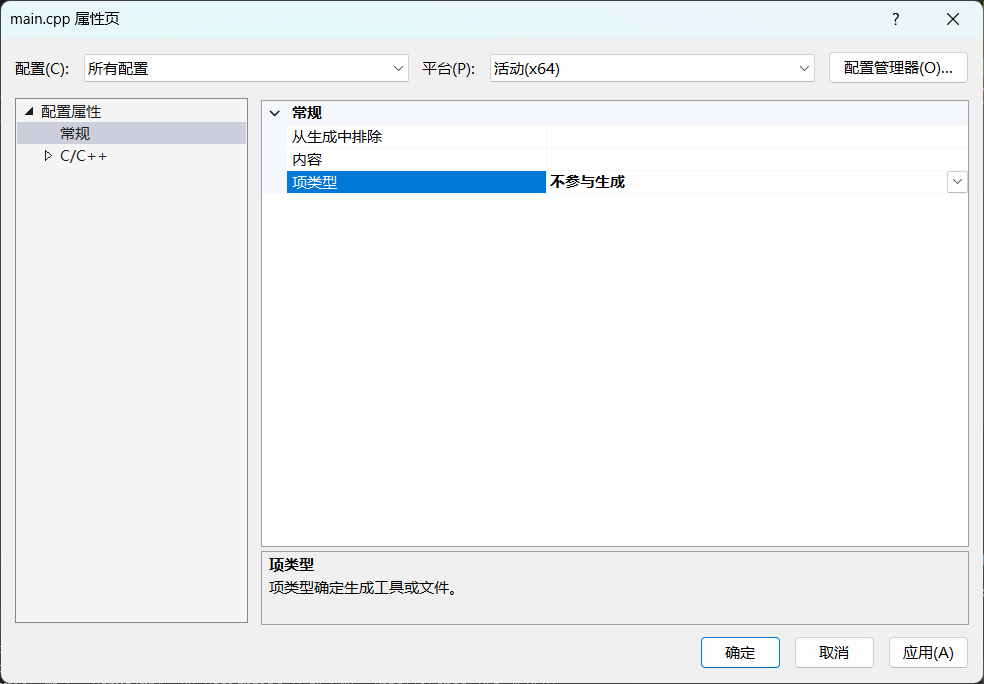 main.cpp 属性页
配置(C): 所有配置 平台(P): 活动(x64) 配置管理器(O)...
配置属性
常规
C/C++
常规
从生成中排除
内容
项类型 不参与生成
项类型
项类型确定生成工具或文件。
确定 取消 应用(A)